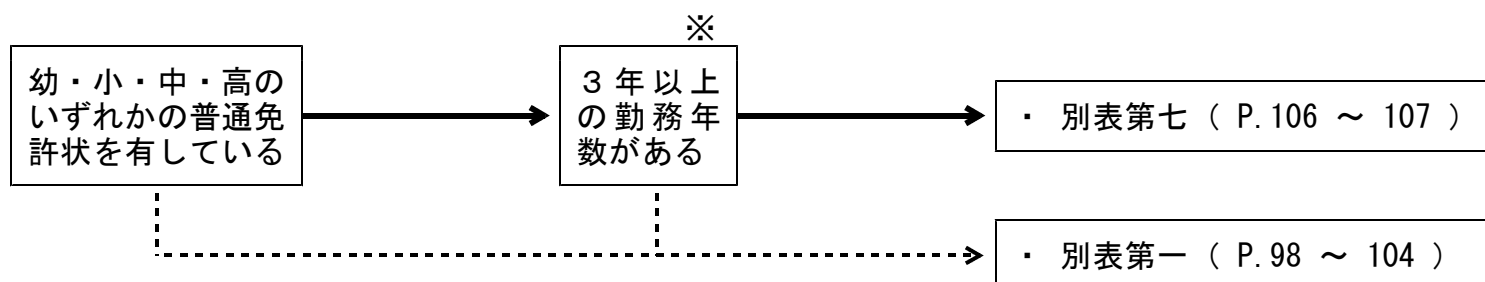 ※
幼・小・中・高の
いずれかの普通免
許状を有している
３年以上
の勤務年
数がある
・ 別表第七（ P.106 ～ 107 ）
・ 別表第一（ P.98 ～ 104 ）